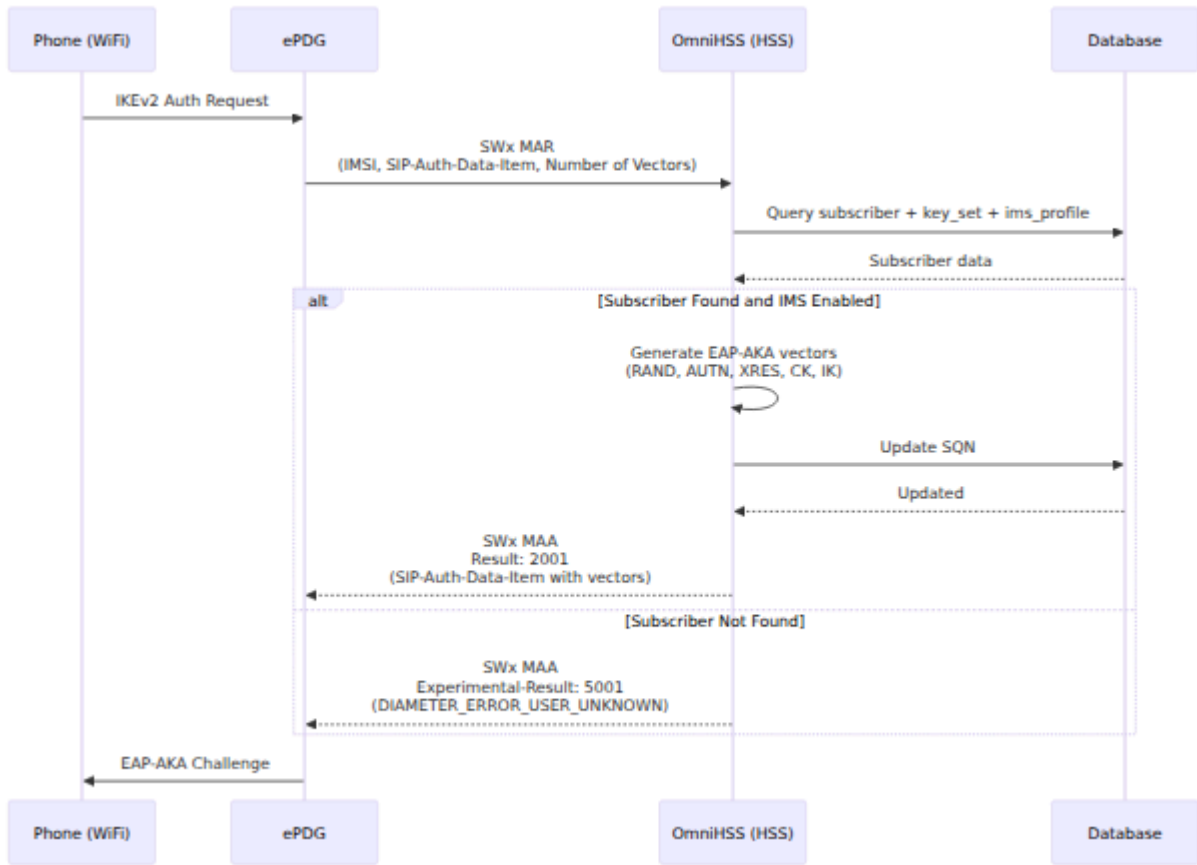 Phone (WiFi)
ePDG
OmniHSS (HSS)
Database
IKEv2 Auth Request
SWx MAR
(IMSI, SIP-Auth-Data-Item, Number of Vectors)
Query subscriber + key_set + ims_profile
Subscriber data
alt
[Subscriber Found and IMS Enabled]
Generate EAP-AKA vectors
(RAND, AUTN, XRES, CK, IK)
Update SQN
Updated
SWx MAA
Result: 2001
(SIP-Auth-Data-Item with vectors)
[Subscriber Not Found]
SWx MAA
Experimental-Result: 5001
(DIAMETER_ERROR_USER_UNKNOWN)
EAP-AKA Challenge
Phone (WiFi)
ePDG
OmniHSS (HSS)
Database